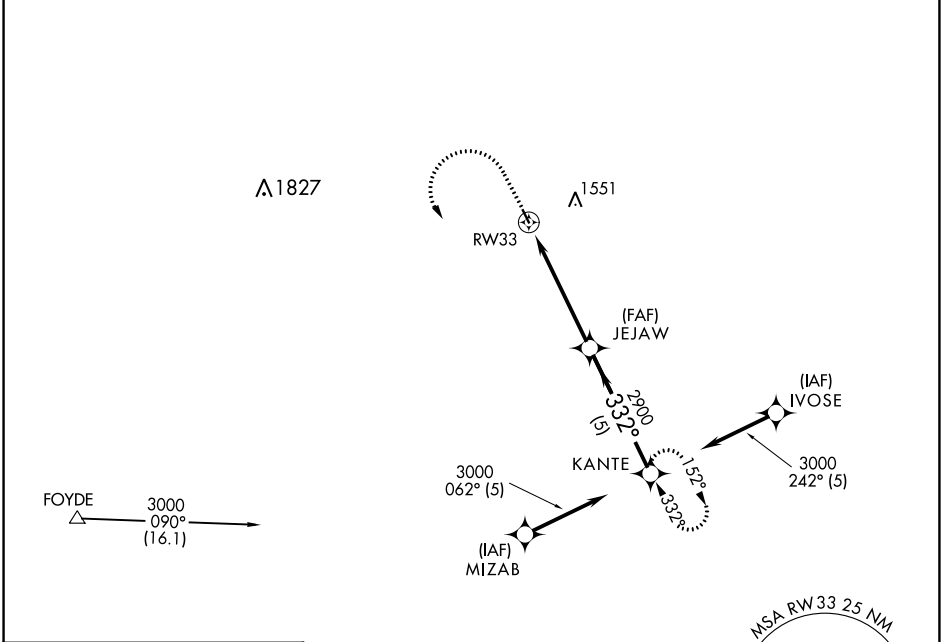 1827
1551
RW33
(FAF)
JEJAW
(IAF)
IVOSE
2900
332°
(5)
KANTE
152°
332°
3000
242° (5)
3000
062° (5)
FOYDE
3000
090°
(16.1)
(IAF)
MIZAB
MSA RW33 25 NM